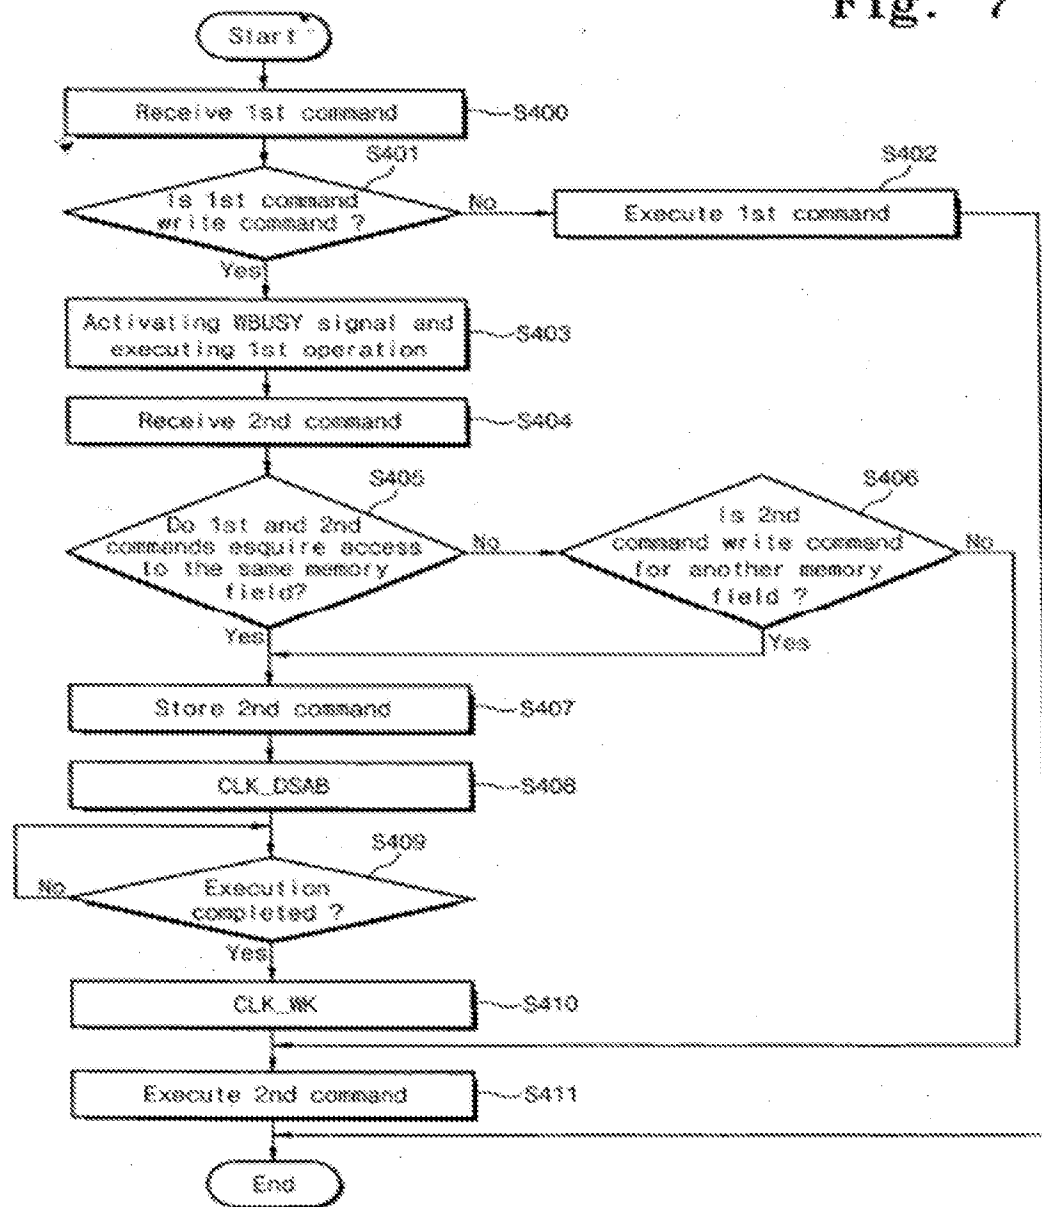 Fig. 7
Start
Receive 1st command
S400
S401
Is 1st command
write command ?
No
S402
Execute 1st command
Yes
Activating WBUSY signal and
executing 1st operation
S403
Receive 2nd command
S404
S405
Do 1st and 2nd
commands esquire access
to the same memory
field?
No
S406
Is 2nd
command write command
for another memory
field ?
No
Yes
Yes
Store 2nd command
S407
CLK_DSAB
S408
S409
Execution
completed ?
No
Yes
CLK_WK
S410
Execute 2nd command
S411
End